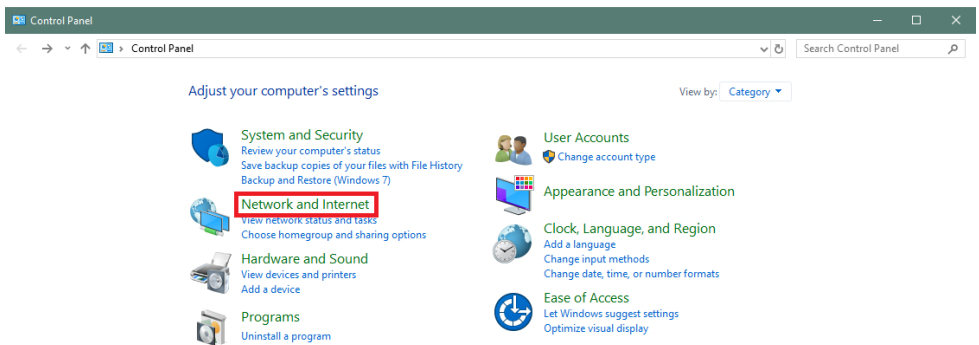 Control Panel
Control Panel
Search Control Panel
Adjust your computer's settings
View by: Category
System and Security
Review your computer's status
Save backup copies of your files with File History
Backup and Restore (Windows 7)
Network and Internet
View network status and tasks
Choose homegroup and sharing options
Hardware and Sound
View devices and printers
Add a device
Programs
Uninstall a program
User Accounts
Change account type
Appearance and Personalization
Clock, Language, and Region
Add a language
Change input methods
Change date, time, or number formats
Ease of Access
Let Windows suggest settings
Optimize visual display